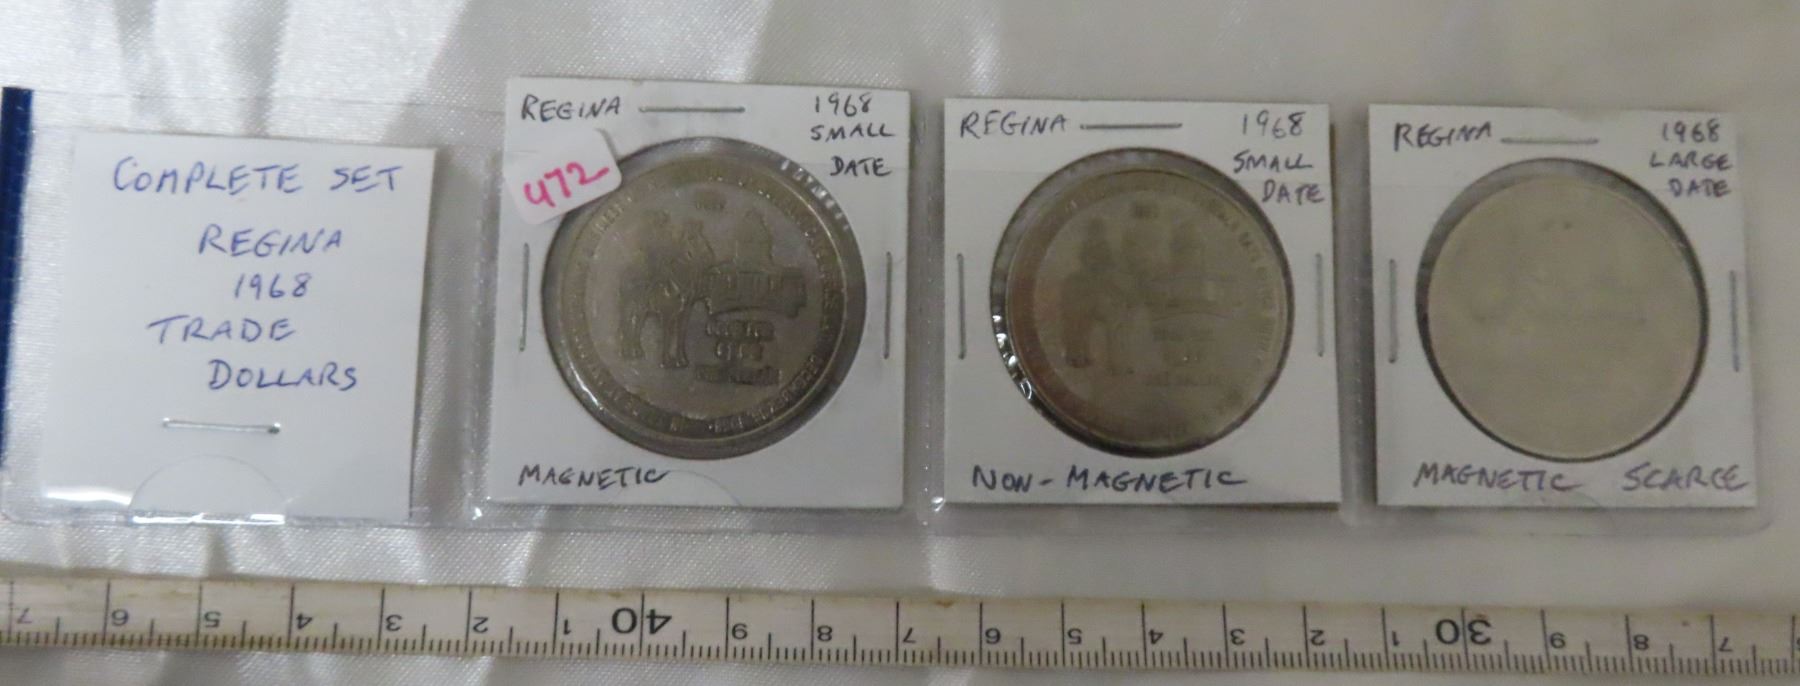 COMPLETE SET
REGINA
1968
TRADE
DOLLARS
REGINA
1968
SMALL
DATE
472
MAGNETIC
REGINA
1968
SMALL
DATE
NON-MAGNETIC
REGINA
1968
LARGE
DATE
MAGNETIC SCARCE
7 6 5 4 3 2 1 40 9 8 7 6 5 4 3 2 1 30 9 8 7